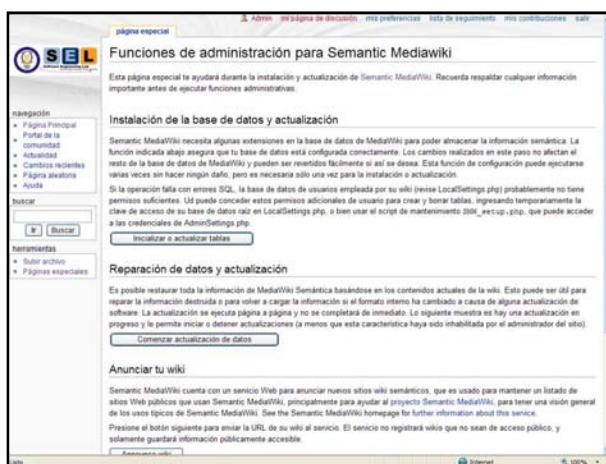 Admin mi página de discusión mis preferencias lista de seguimiento mis contribuciones salir
página especial
SEL
Funciones de administración para Semantic Mediawiki
Esta página especial te ayudará durante la instalación y actualización de Semantic MediaWiki. Recuerda respaldar cualquier información
importante antes de ejecutar funciones administrativas.
navegación
Página Principal
Portal de la
comunidad
Actualidad
Cambios recientes
Página aleatoria
Ayuda
buscar
Ir Buscar
herramientas
Subir archivo
Páginas especiales
Instalación de la base de datos y actualización
Semantic MediaWiki necesita algunas extensiones en la base de datos de MediaWiki para poder almacenar la información semántica. La
función indicada abajo asegura que tu base de datos está configurada correctamente. Los cambios realizados en este paso no afectan el
resto de la base de datos de MediaWiki y pueden ser revertidos fácilmente si así se desea. Esta función de configuración puede ejecutarse
varias veces sin hacer ningún daño, pero es necesaria sólo una vez para la instalación o actualización.
Si la operación falla con errores SQL, la base de datos de usuarios empleada por su wiki (revise LocalSettings.php) probablemente no tiene
permisos suficientes. Ud puede conceder estos permisos adicionales de usuario para crear y borrar tablas, ingresando temporariamente la
clave de acceso de su base de datos raíz en LocalSettings.php, o bien usar el script de mantenimiento SMW_setup.php, que puede acceder
a las credenciales de AdminSettings.php.
Inicializar o actualizar tablas
Reparación de datos y actualización
Es posible restaurar toda la información de MediaWiki Semántica basándose en los contenidos actuales de la wiki. Esto puede ser útil para
reparar la información destruida o para volver a cargar la información si el formato interno ha cambiado a causa de alguna actualización de
software. La actualización se ejecuta página a página y no se completará de inmediato. Lo siguiente muestra es hay una actualización en
progreso y le permite iniciar o detener actualizaciones (a menos que esta característica haya sido inhabilitada por el administrador del sitio).
Comenzar actualización de datos
Anunciar tu wiki
Semantic MediaWiki cuenta con un servicio Web para anunciar nuevos sitios wiki semánticos, que es usado para mantener un listado de
sitios Web públicos que usan Semantic MediaWiki, principalmente para ayudar al proyecto Semantic MediaWiki, para tener una visión general
de los usos típicos de Semantic MediaWiki. See the Semantic MediaWiki homepage for further information about this service.
Presione el botón siguiente para enviar la URL de su wiki al servicio. El servicio no registrará wikis que no sean de acceso público, y
solamente guardará información públicamente accesible.
Announce wiki
Listo
Internet
100%